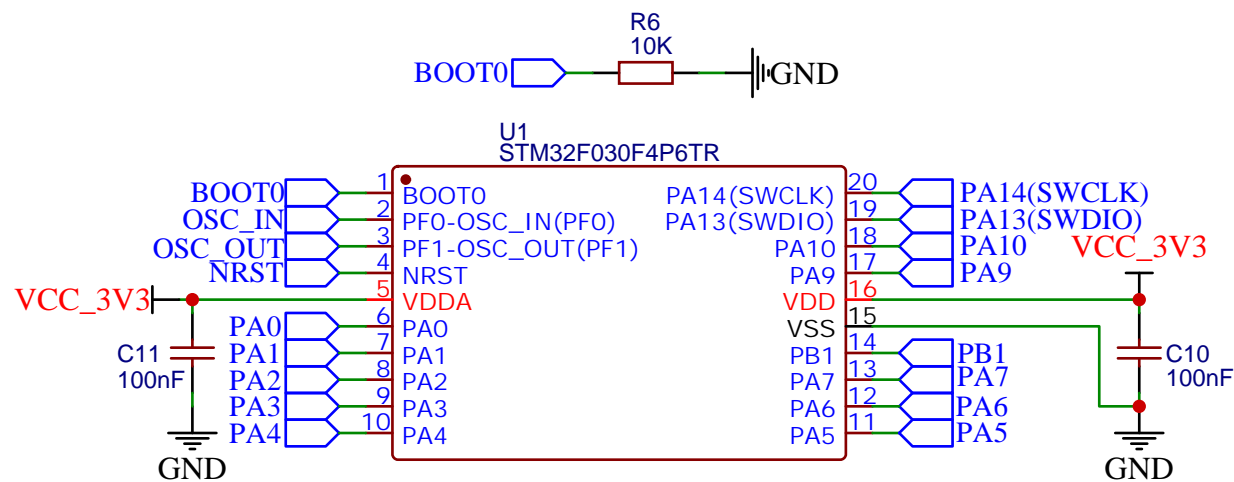 R6
10K
BOOT0 GND
U1
STM32F030F4P6TR
BOOT0 1 BOOT0 PA14(SWCLK) 20 PA14(SWCLK)
OSC_IN 2 PF0-OSC_IN(PF0) PA13(SWDIO) 19 PA13(SWDIO)
OSC_OUT 3 PF1-OSC_OUT(PF1) PA10 18 PA10
NRST 4 NRST PA9 17 PA9
VCC_3V3
VCC_3V3 5 VDDA VDD 16
VSS 15
PA0 6 PA0
PA1 7 PA1 PB1 14 PB1
PA2 8 PA2 PA7 13 PA7
PA3 9 PA3 PA6 12 PA6
PA4 10 PA4 PA5 11 PA5
C11
100nF
GND
C10
100nF
GND